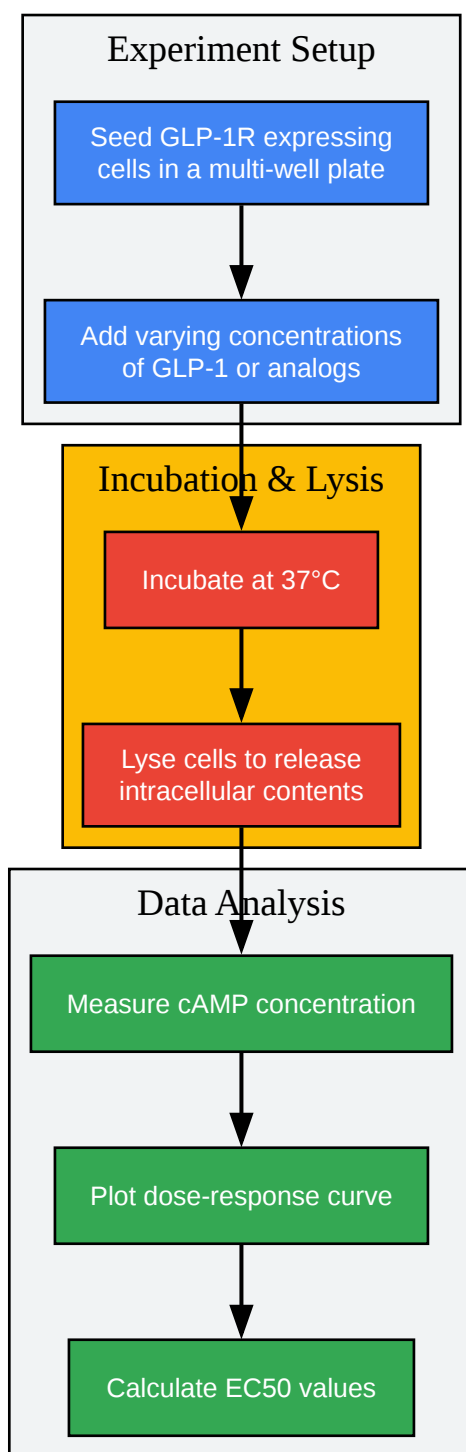 Experiment Setup
Seed GLP-1R expressing
cells in a multi-well plate
Add varying concentrations
of GLP-1 or analogs
Incubation & Lysis
Incubate at 37°C
Lyse cells to release
intracellular contents
Data Analysis
Measure cAMP concentration
Plot dose-response curve
Calculate EC50 values